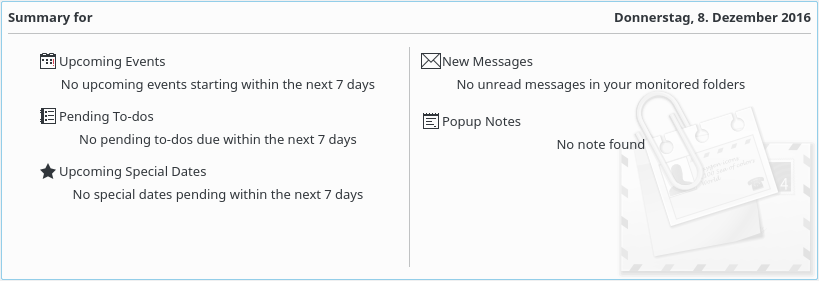 Summary for
Donnerstag, 8. Dezember 2016
Upcoming Events
No upcoming events starting within the next 7 days
Pending To-dos
No pending to-dos due within the next 7 days
Upcoming Special Dates
No special dates pending within the next 7 days
New Messages
No unread messages in your monitored folders
Popup Notes
No note found
4